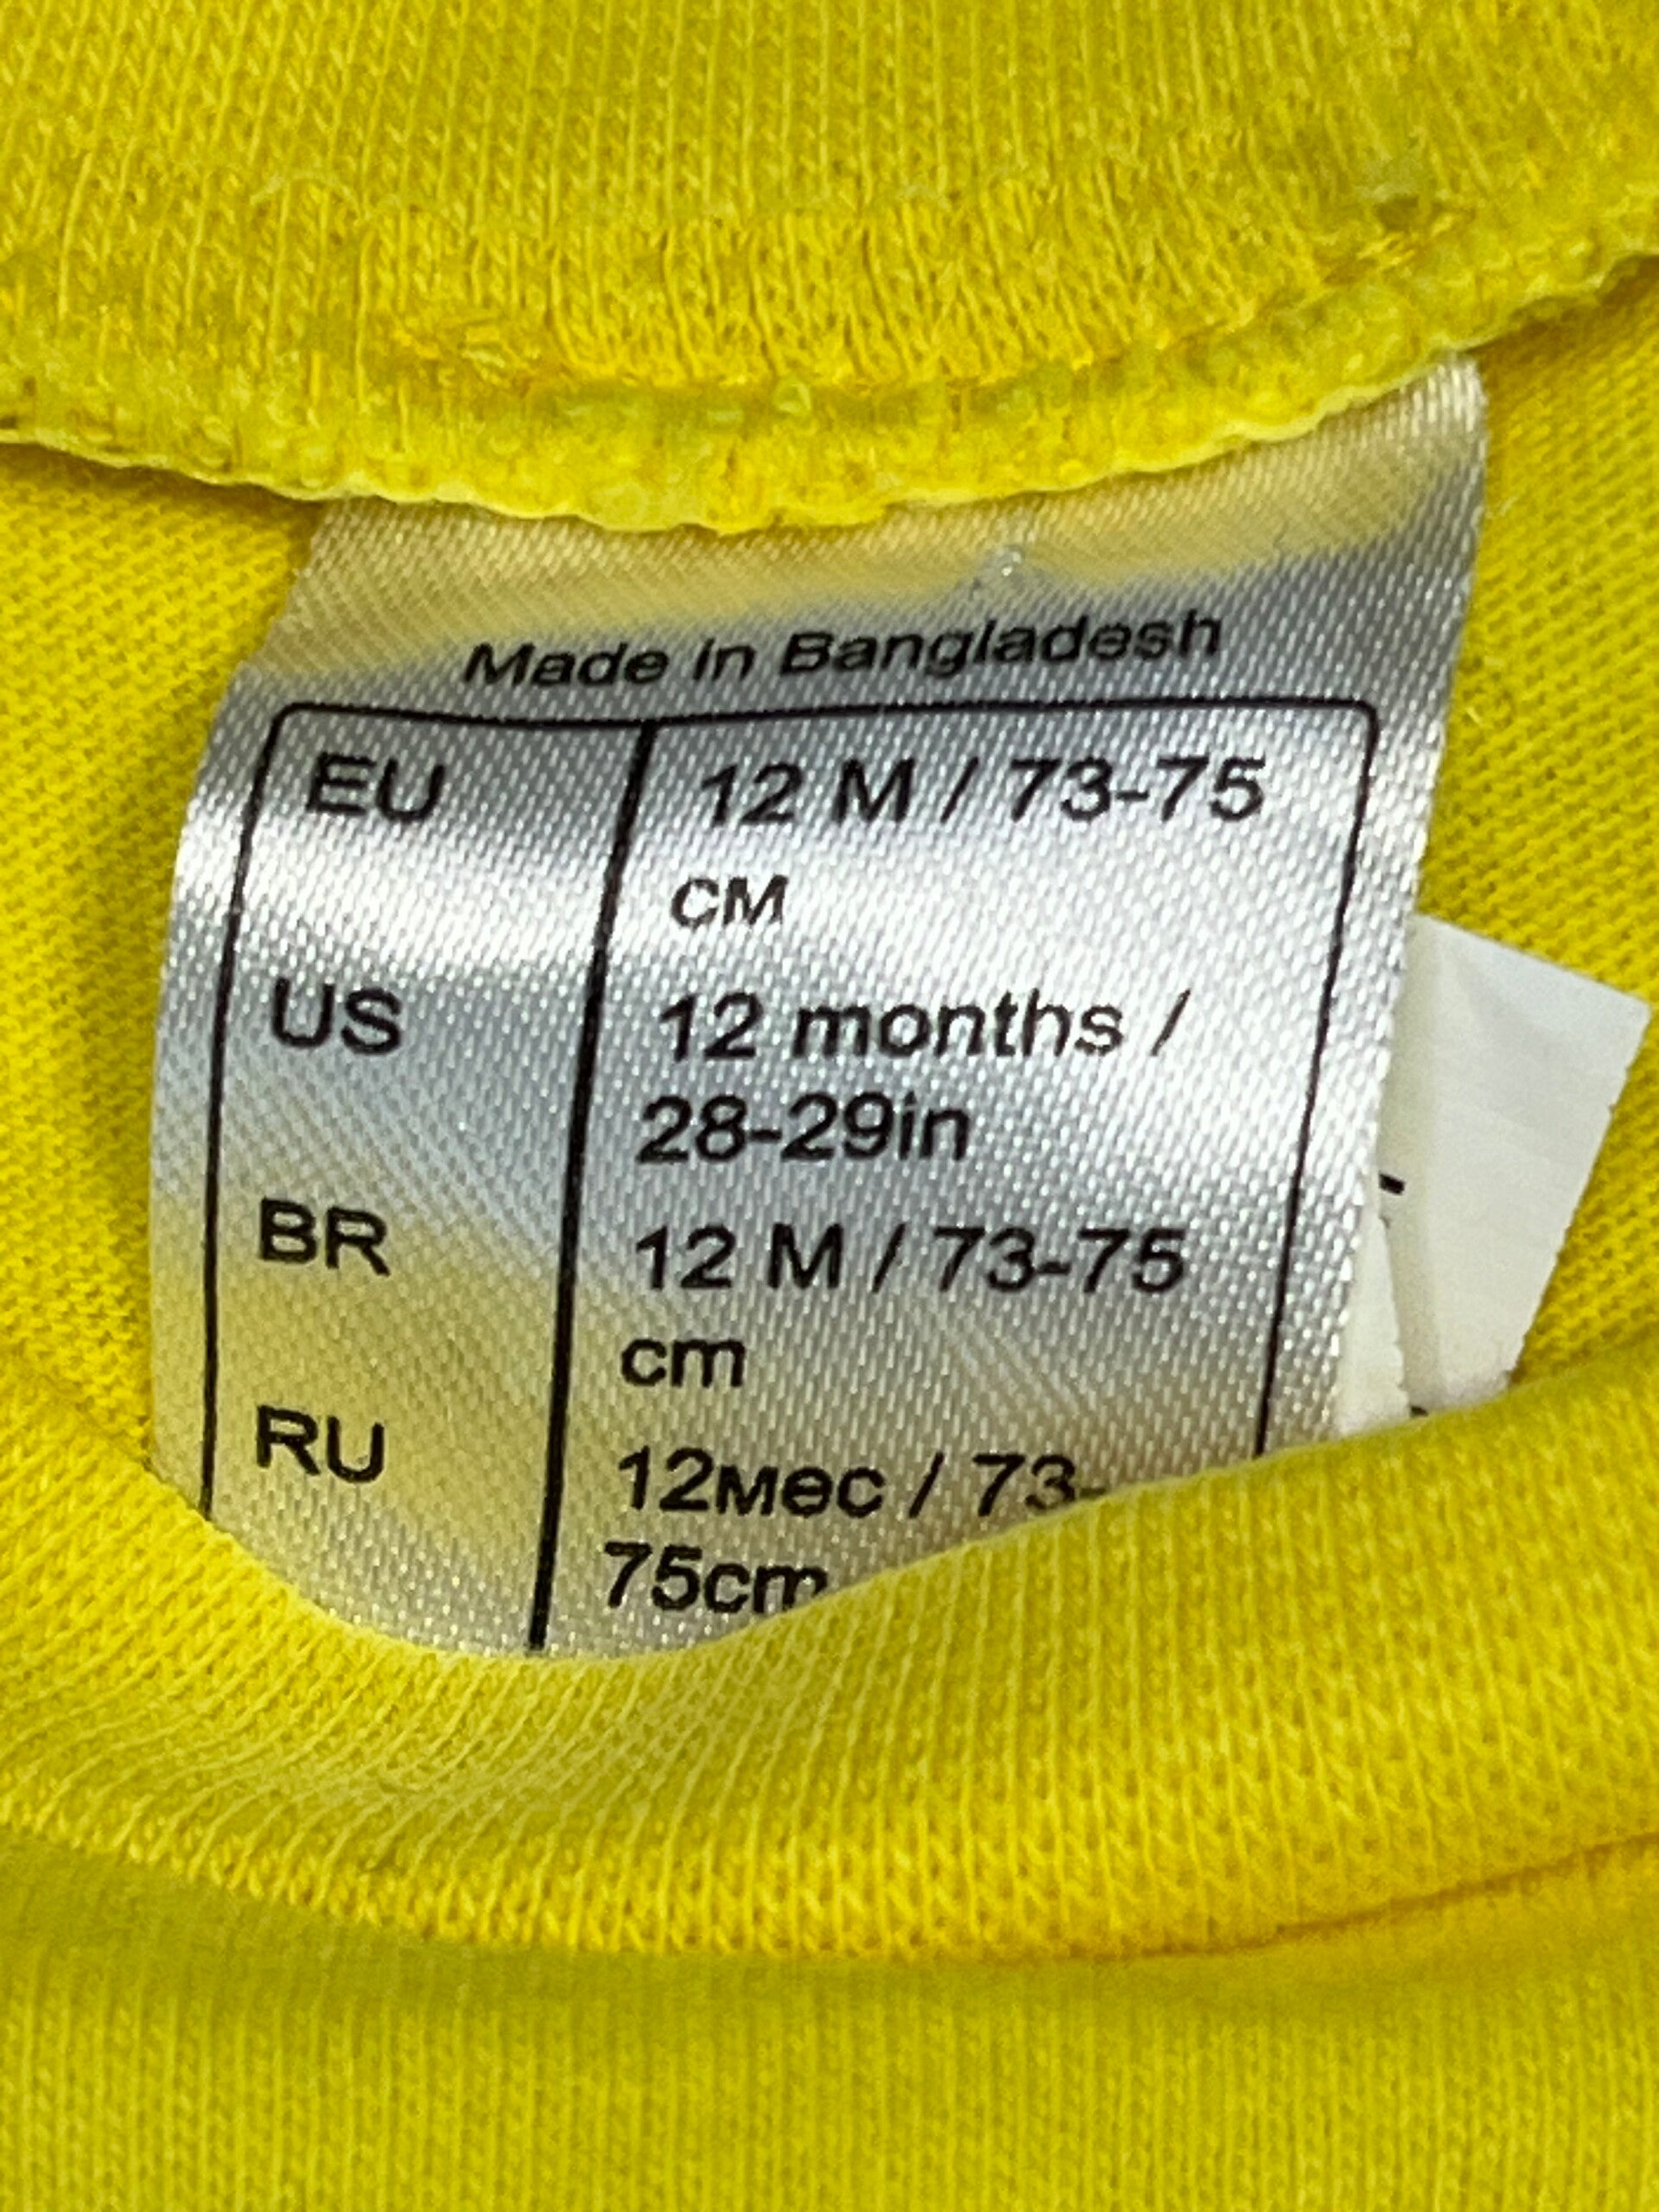 Made in Bangladesh
EU 12 M / 73-75
CM
US 12 months /
28-29in
BR 12 M / 73-75
cm
RU 12мес / 73-
75cm